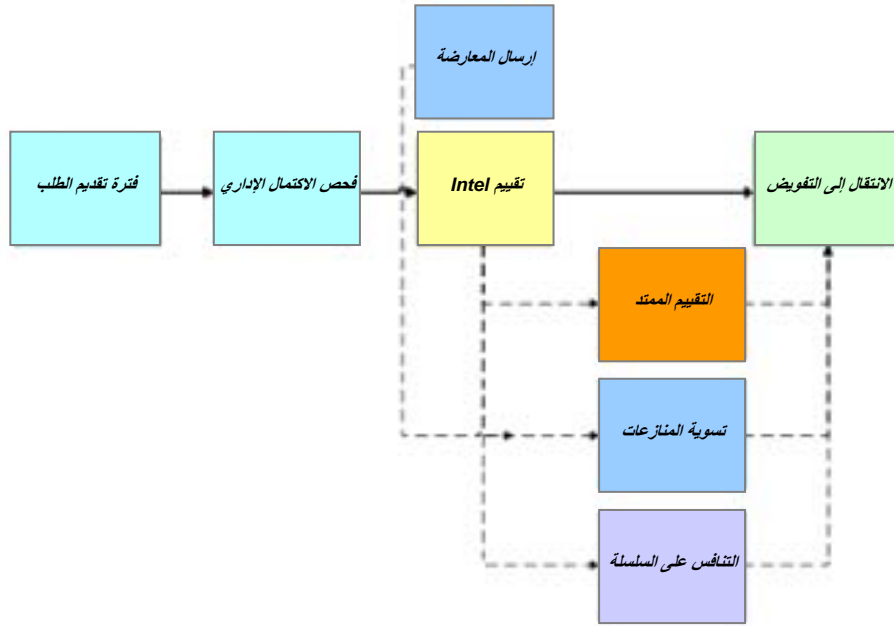 إرسال المعارضة
فترة تقديم الطلب
فحص الاكتمال الإداري
تقييم Intel
الانتقال إلى التفويض
التقييم الممتد
تسوية المنازعات
التنافس على السلسلة